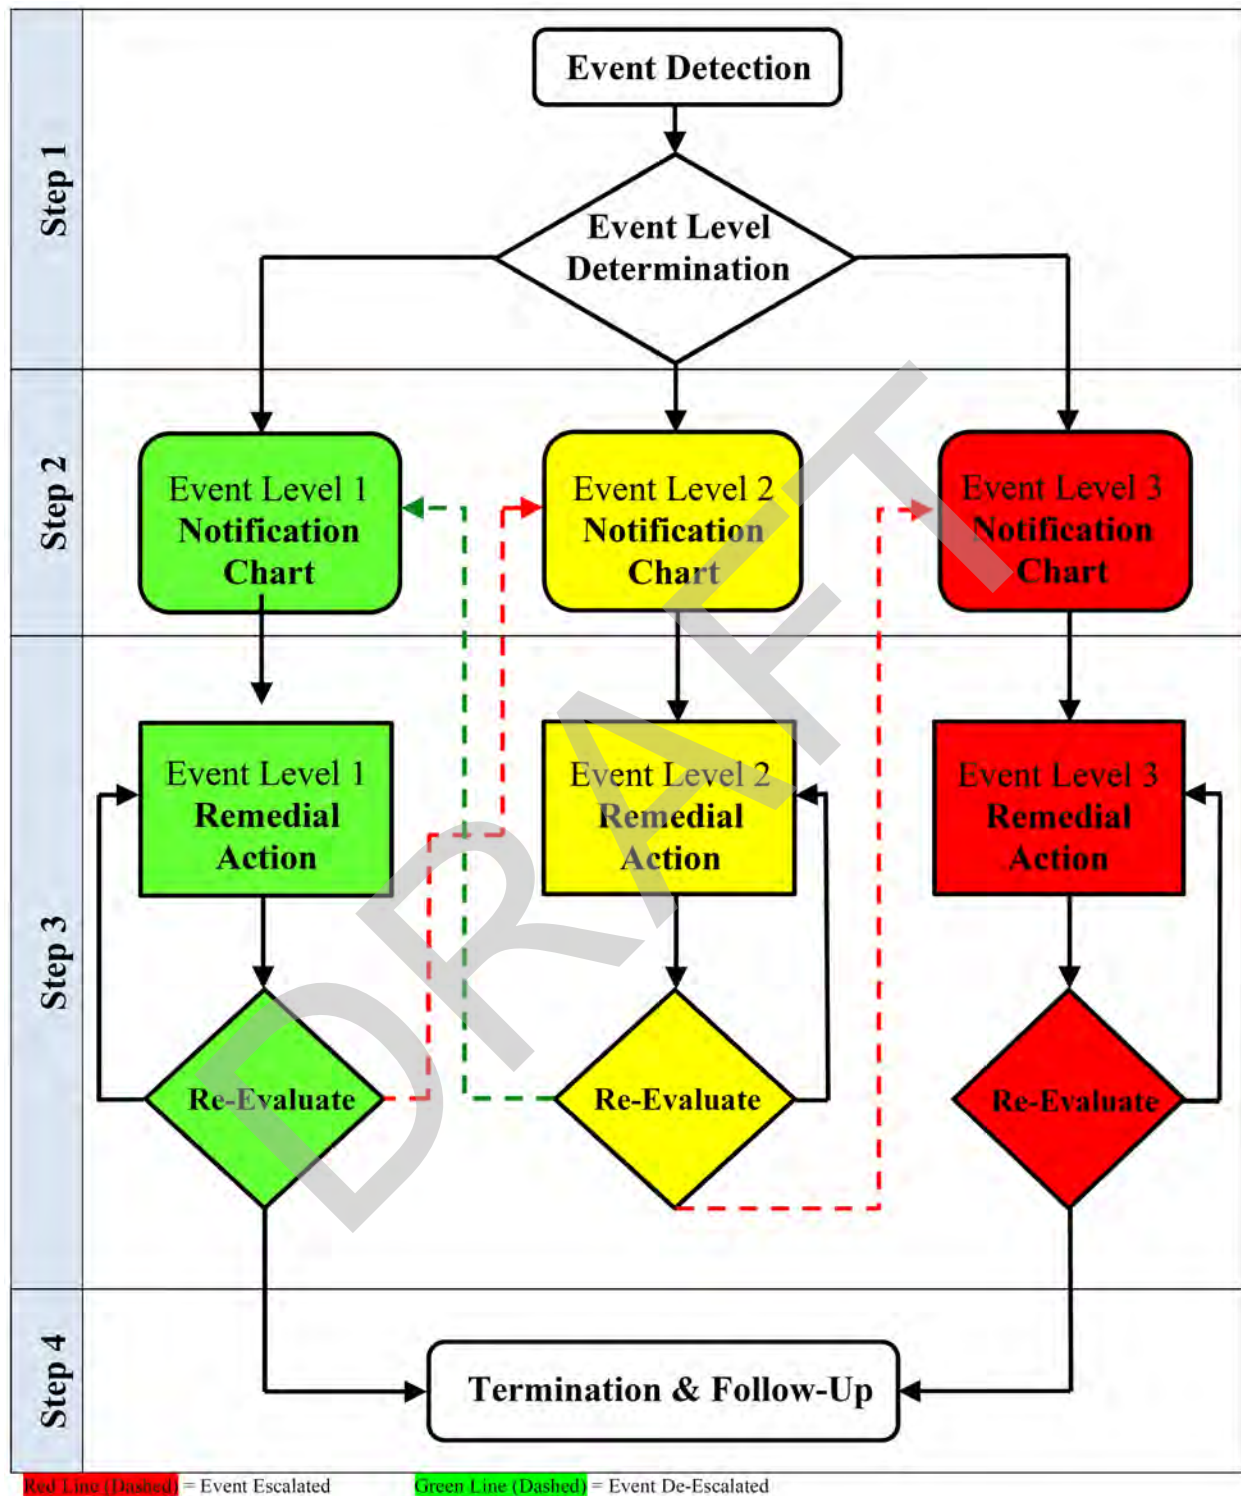 Step 1
Event Detection
Event Level
Determination
Step 2
Event Level 1
Notification
Chart
Event Level 2
Notification
Chart
Event Level 3
Notification
Chart
Step 3
Event Level 1
Remedial
Action
Event Level 2
Remedial
Action
Event Level 3
Remedial
Action
Re-Evaluate
Re-Evaluate
Re-Evaluate
Step 4
Termination & Follow-Up
DRAFT
Red Line (Dashed) = Event Escalated
Green Line (Dashed) = Event De-Escalated